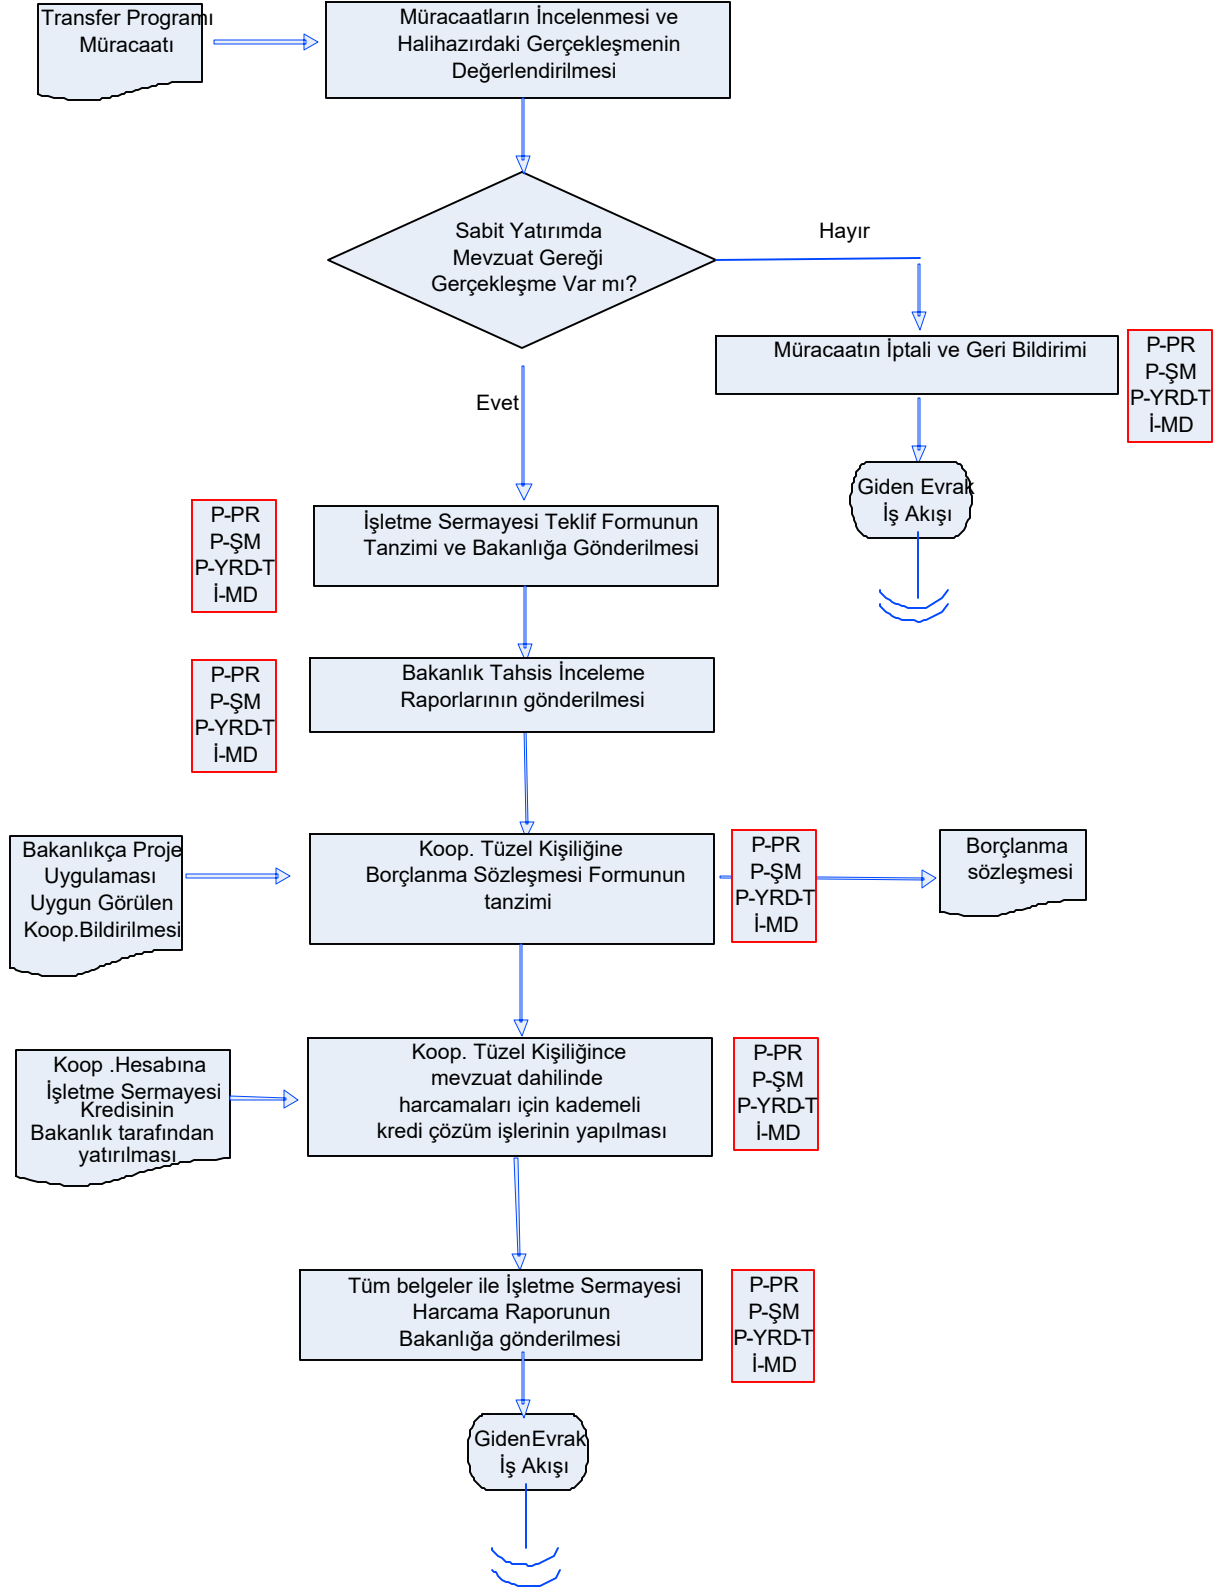 Transfer Programı
Müracaatı
Müracaatların İncelenmesi ve
Halihazırdaki Gerçekleşmenin
Değerlendirilmesi
Sabit Yatırımda
Mevzuat Gereği
Gerçekleşme Var mı?
Hayır
Evet
Müracaatın İptali ve Geri Bildirimi
P-PR
P-ŞM
P-YRD-T
İ-MD
Giden Evrak
İş Akışı
P-PR
P-ŞM
P-YRD-T
İ-MD
İşletme Sermayesi Teklif Formunun
Tanzimi ve Bakanlığa Gönderilmesi
P-PR
P-ŞM
P-YRD-T
İ-MD
Bakanlık Tahsis İnceleme
Raporlarının gönderilmesi
Bakanlıkça Proje
Uygulaması
Uygun Görülen
Koop.Bildirilmesi
Koop. Tüzel Kişiliğine
Borçlanma Sözleşmesi Formunun
tanzimi
P-PR
P-ŞM
P-YRD-T
İ-MD
Borçlanma
sözleşmesi
Koop .Hesabına
İşletme Sermayesi
Kredisinin
Bakanlık tarafından
yatırılması
Koop. Tüzel Kişiliğince
mevzuat dahilinde
harcamaları için kademeli
kredi çözüm işlerinin yapılması
P-PR
P-ŞM
P-YRD-T
İ-MD
Tüm belgeler ile İşletme Sermayesi
Harcama Raporunun
Bakanlığa gönderilmesi
P-PR
P-ŞM
P-YRD-T
İ-MD
Giden Evrak
İş Akışı